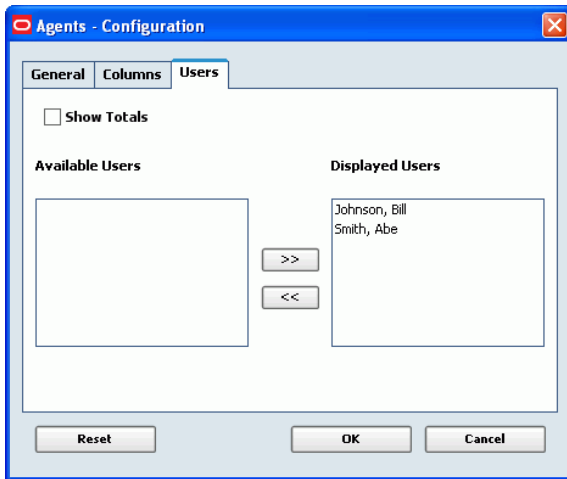 Agents - Configuration
General Columns Users
Show Totals
Available Users Displayed Users
Johnson, Bill
Smith, Abe
>>
<<
Reset OK Cancel